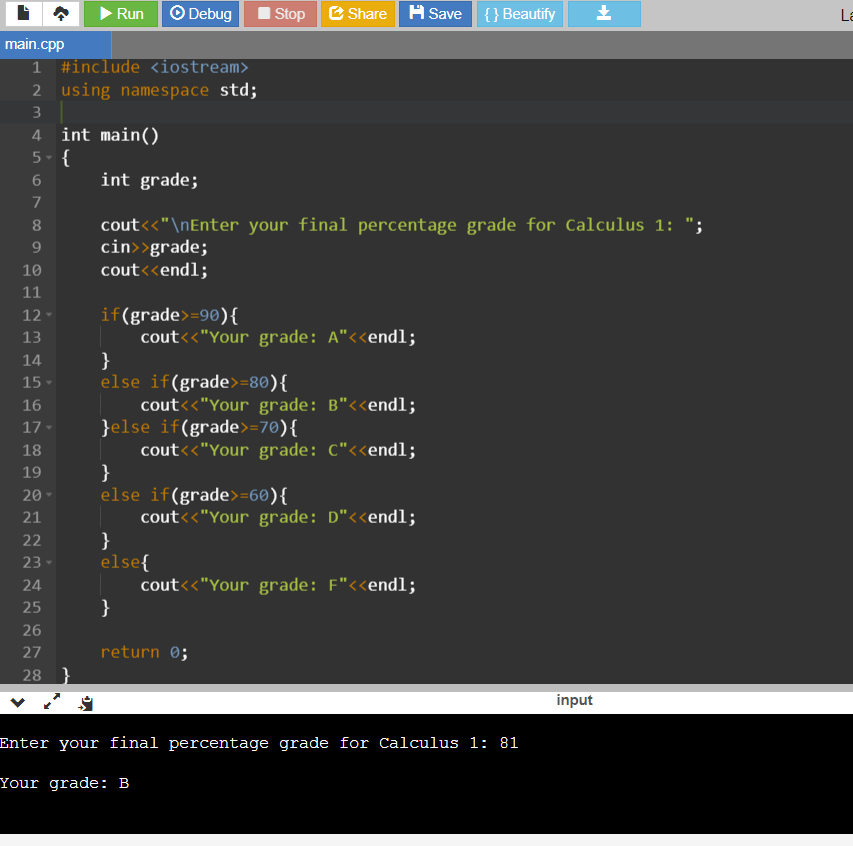 Run Debug Stop Share Save { } Beautify
main.cpp
1 #include <iostream>
2 using namespace std;
3
4 int main()
5 {
6 int grade;
7
8 cout<<"\nEnter your final percentage grade for Calculus 1: ";
9 cin>>grade;
10 cout<<endl;
11
12 if(grade>=90){
13 cout<<"Your grade: A"<<endl;
14 }
15 else if(grade>=80){
16 cout<<"Your grade: B"<<endl;
17 }else if(grade>=70){
18 cout<<"Your grade: C"<<endl;
19 }
20 else if(grade>=60){
21 cout<<"Your grade: D"<<endl;
22 }
23 else{
24 cout<<"Your grade: F"<<endl;
25 }
26
27 return 0;
28 }
input
Enter your final percentage grade for Calculus 1: 81
Your grade: B